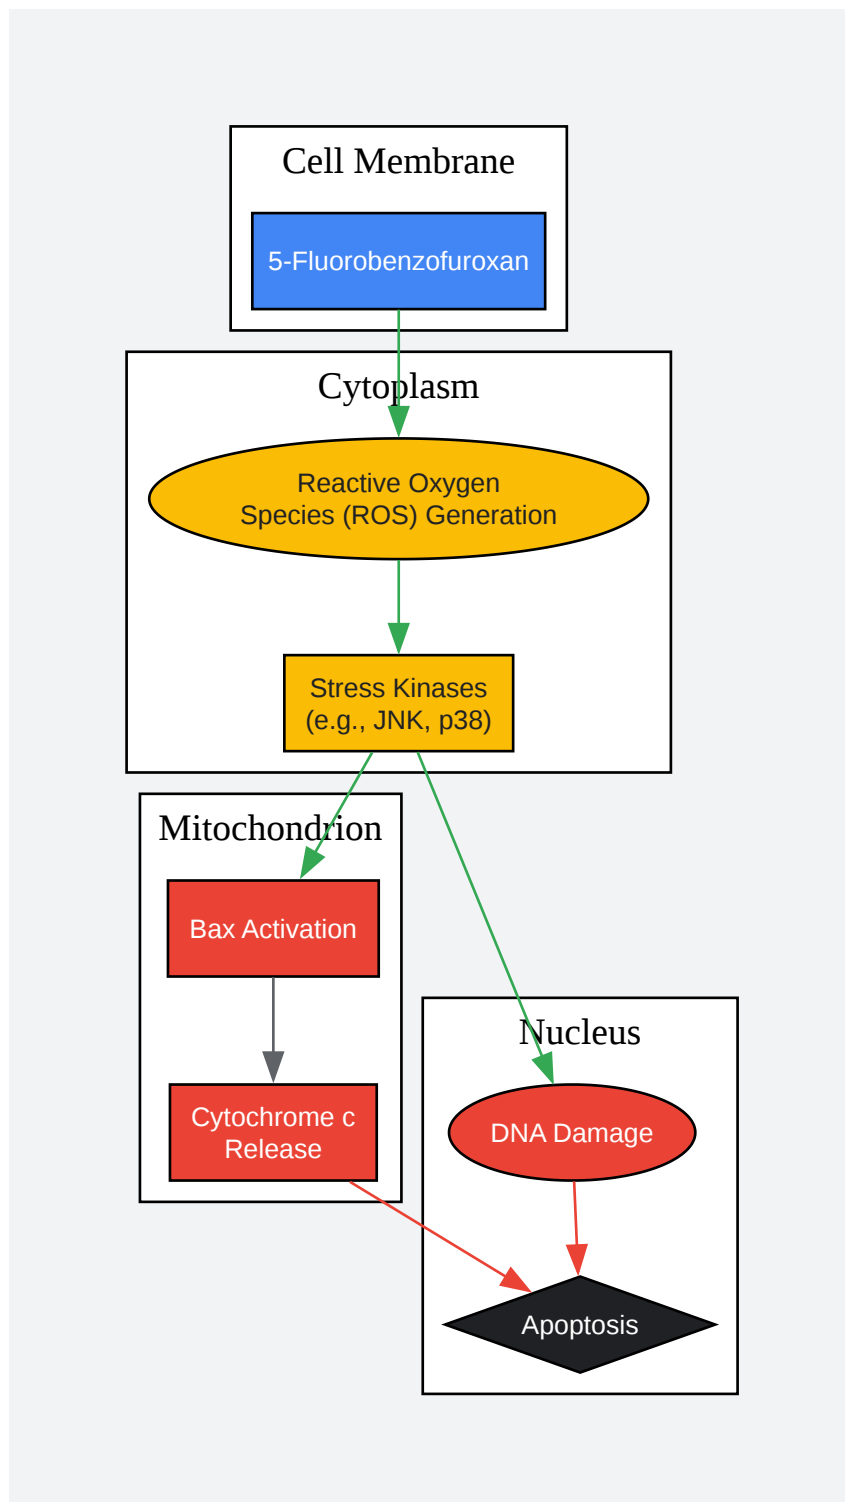 Cell Membrane
5-Fluorobenzofuroxan
Cytoplasm
Reactive Oxygen
Species (ROS) Generation
Stress Kinases
(e.g., JNK, p38)
Mitochondrion
Bax Activation
Cytochrome c
Release
Nucleus
DNA Damage
Apoptosis